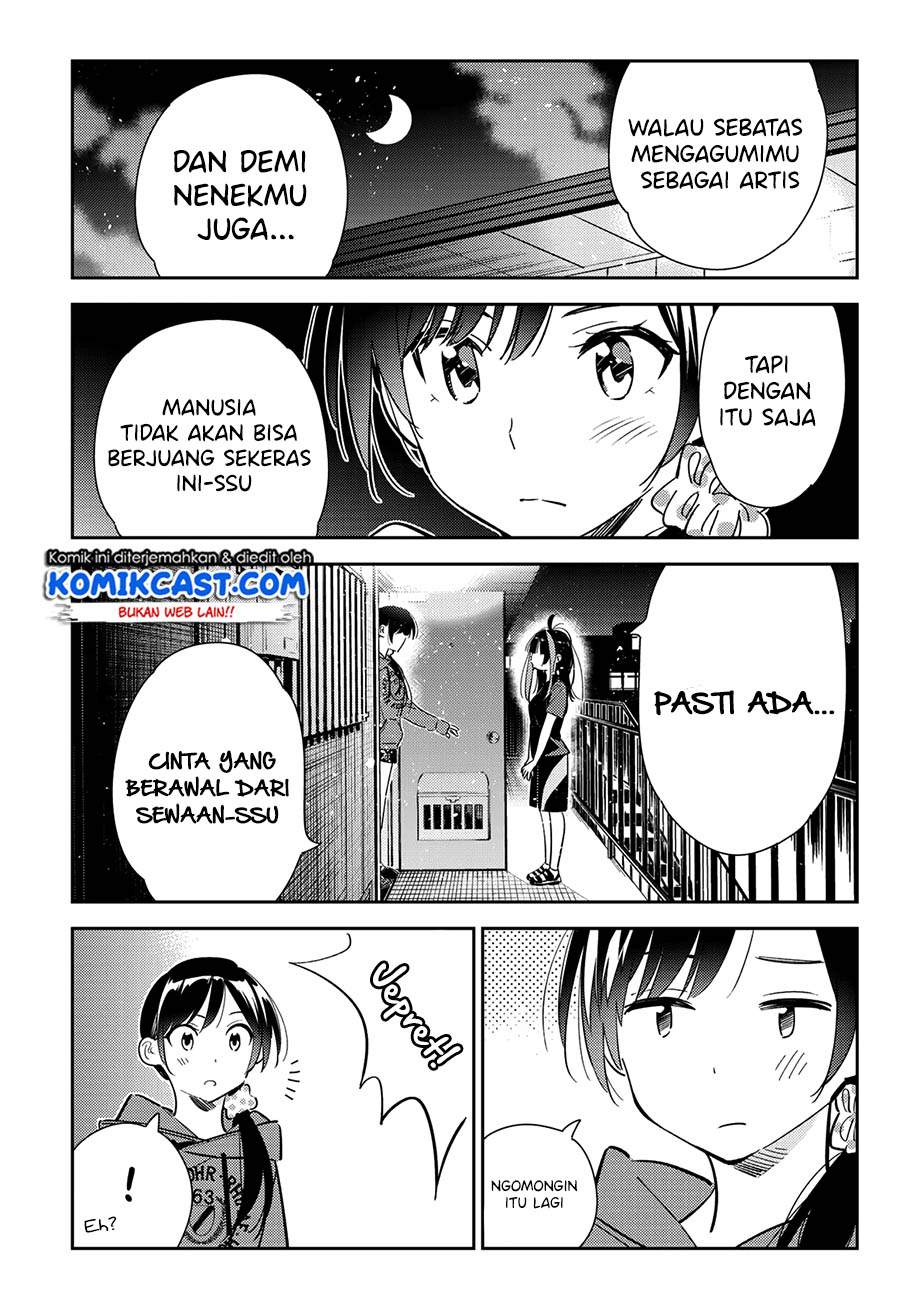 WALAU SEBATAS
MENGAGUMIMU
SEBAGAI ARTIS
DAN DEMI
NENEKMU
JUGA...
TAPI
DENGAN
ITU SAJA
MANUSIA
TIDAK AKAN BISA
BERJUANG SEKERAS
INI-SSU
Komik ini diterjemahkan & diedit oleh
KOMIKCAST.COM
BUKAN WEB LAIN!!
PASTI ADA...
CINTA YANG
BERAWAL DARI
SEWAAN-SSU
NGOMONGIN
ITU LAGI
Jepret!
!
Eh?
63